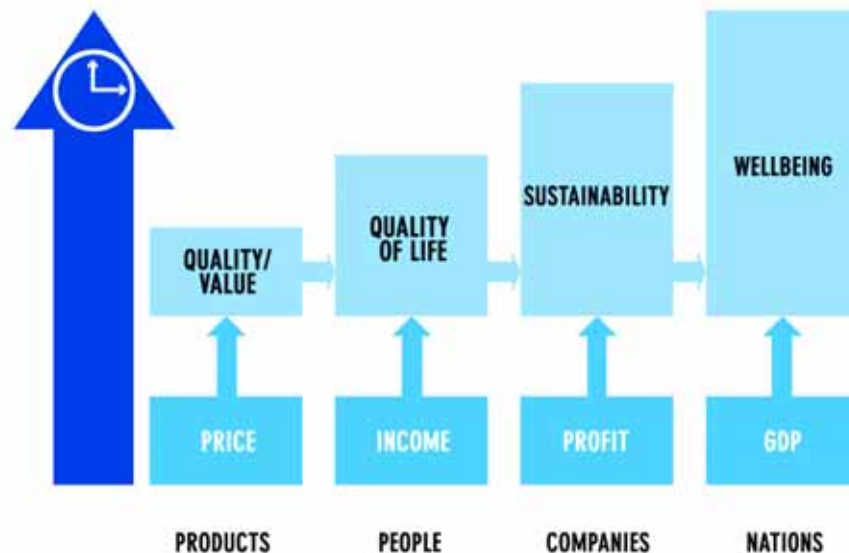 QUALITY/
VALUE
QUALITY
OF LIFE
SUSTAINABILITY
WELLBEING
PRICE
INCOME
PROFIT
GDP
PRODUCTS
PEOPLE
COMPANIES
NATIONS